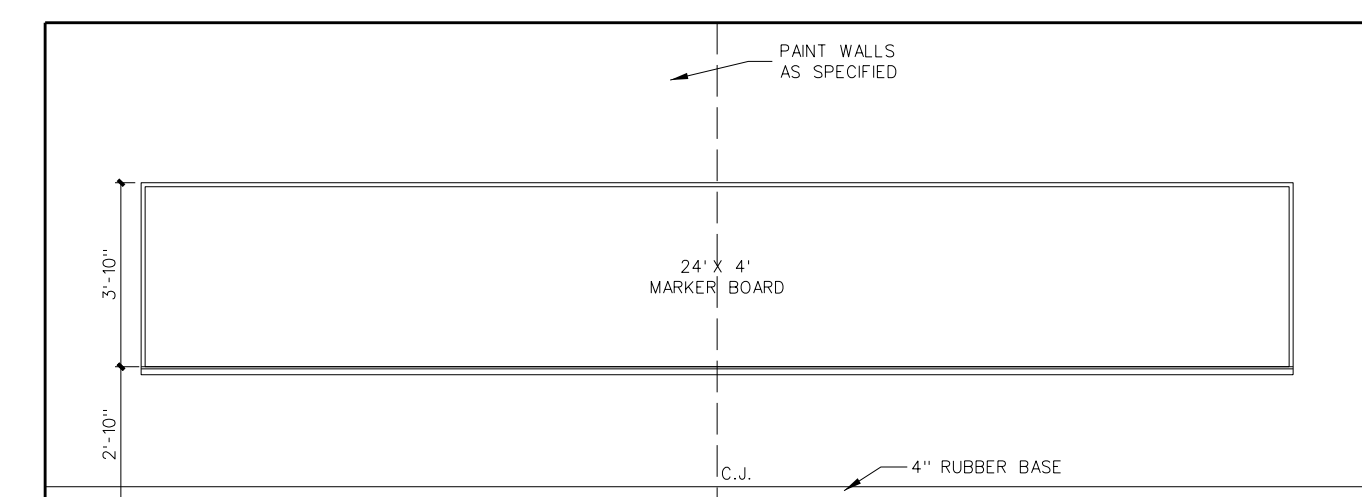 PAINT WALLS
AS SPECIFIED
3'-10"
24' X 4'
MARKER BOARD
2'-10"
C.J.
4" RUBBER BASE